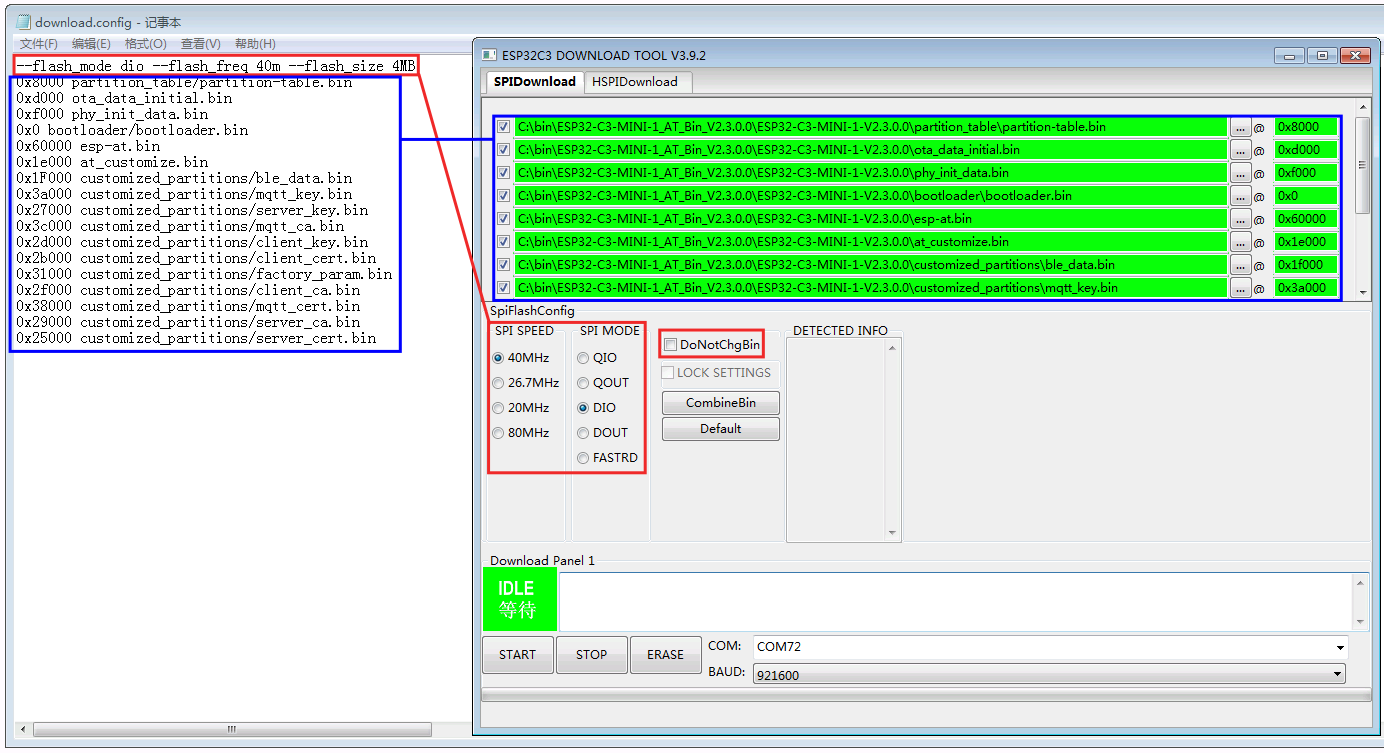 download.config - 记事本
文件(F) 编辑(E) 格式(O) 查看(V) 帮助(H)
--flash_mode dio --flash_freq 40m --flash_size 4MB
0x8000 partition_table/partition-table.bin
0xd000 ota_data_initial.bin
0xf000 phy_init_data.bin
0x0 bootloader/bootloader.bin
0x60000 esp-at.bin
0x1e000 at_customize.bin
0x1F000 customized_partitions/ble_data.bin
0x3a000 customized_partitions/mqtt_key.bin
0x27000 customized_partitions/server_key.bin
0x3c000 customized_partitions/mqtt_ca.bin
0x2d000 customized_partitions/client_key.bin
0x2b000 customized_partitions/client_cert.bin
0x31000 customized_partitions/factory_param.bin
0x2f000 customized_partitions/client_ca.bin
0x38000 customized_partitions/mqtt_cert.bin
0x29000 customized_partitions/server_ca.bin
0x25000 customized_partitions/server_cert.bin
ESP32C3 DOWNLOAD TOOL V3.9.2
SPIDownload HSPIDownload
C:\bin\ESP32-C3-MINI-1_AT_Bin_V2.3.0.0\ESP32-C3-MINI-1-V2.3.0.0\partition_table\partition-table.bin ... @ 0x8000
C:\bin\ESP32-C3-MINI-1_AT_Bin_V2.3.0.0\ESP32-C3-MINI-1-V2.3.0.0\ota_data_initial.bin ... @ 0xd000
C:\bin\ESP32-C3-MINI-1_AT_Bin_V2.3.0.0\ESP32-C3-MINI-1-V2.3.0.0\phy_init_data.bin ... @ 0xf000
C:\bin\ESP32-C3-MINI-1_AT_Bin_V2.3.0.0\ESP32-C3-MINI-1-V2.3.0.0\bootloader\bootloader.bin ... @ 0x0
C:\bin\ESP32-C3-MINI-1_AT_Bin_V2.3.0.0\ESP32-C3-MINI-1-V2.3.0.0\esp-at.bin ... @ 0x60000
C:\bin\ESP32-C3-MINI-1_AT_Bin_V2.3.0.0\ESP32-C3-MINI-1-V2.3.0.0\at_customize.bin ... @ 0x1e000
C:\bin\ESP32-C3-MINI-1_AT_Bin_V2.3.0.0\ESP32-C3-MINI-1-V2.3.0.0\customized_partitions\ble_data.bin ... @ 0x1f000
C:\bin\ESP32-C3-MINI-1_AT_Bin_V2.3.0.0\ESP32-C3-MINI-1-V2.3.0.0\customized_partitions\mqtt_key.bin ... @ 0x3a000
SpiFlashConfig
SPI SPEED
40MHz
26.7MHz
20MHz
80MHz
SPI MODE
QIO
QOUT
DIO
DOUT
FASTRD
DoNotChgBin
LOCK SETTINGS
CombineBin
Default
DETECTED INFO
Download Panel 1
IDLE
等待
START STOP ERASE
COM: COM72
BAUD: 921600